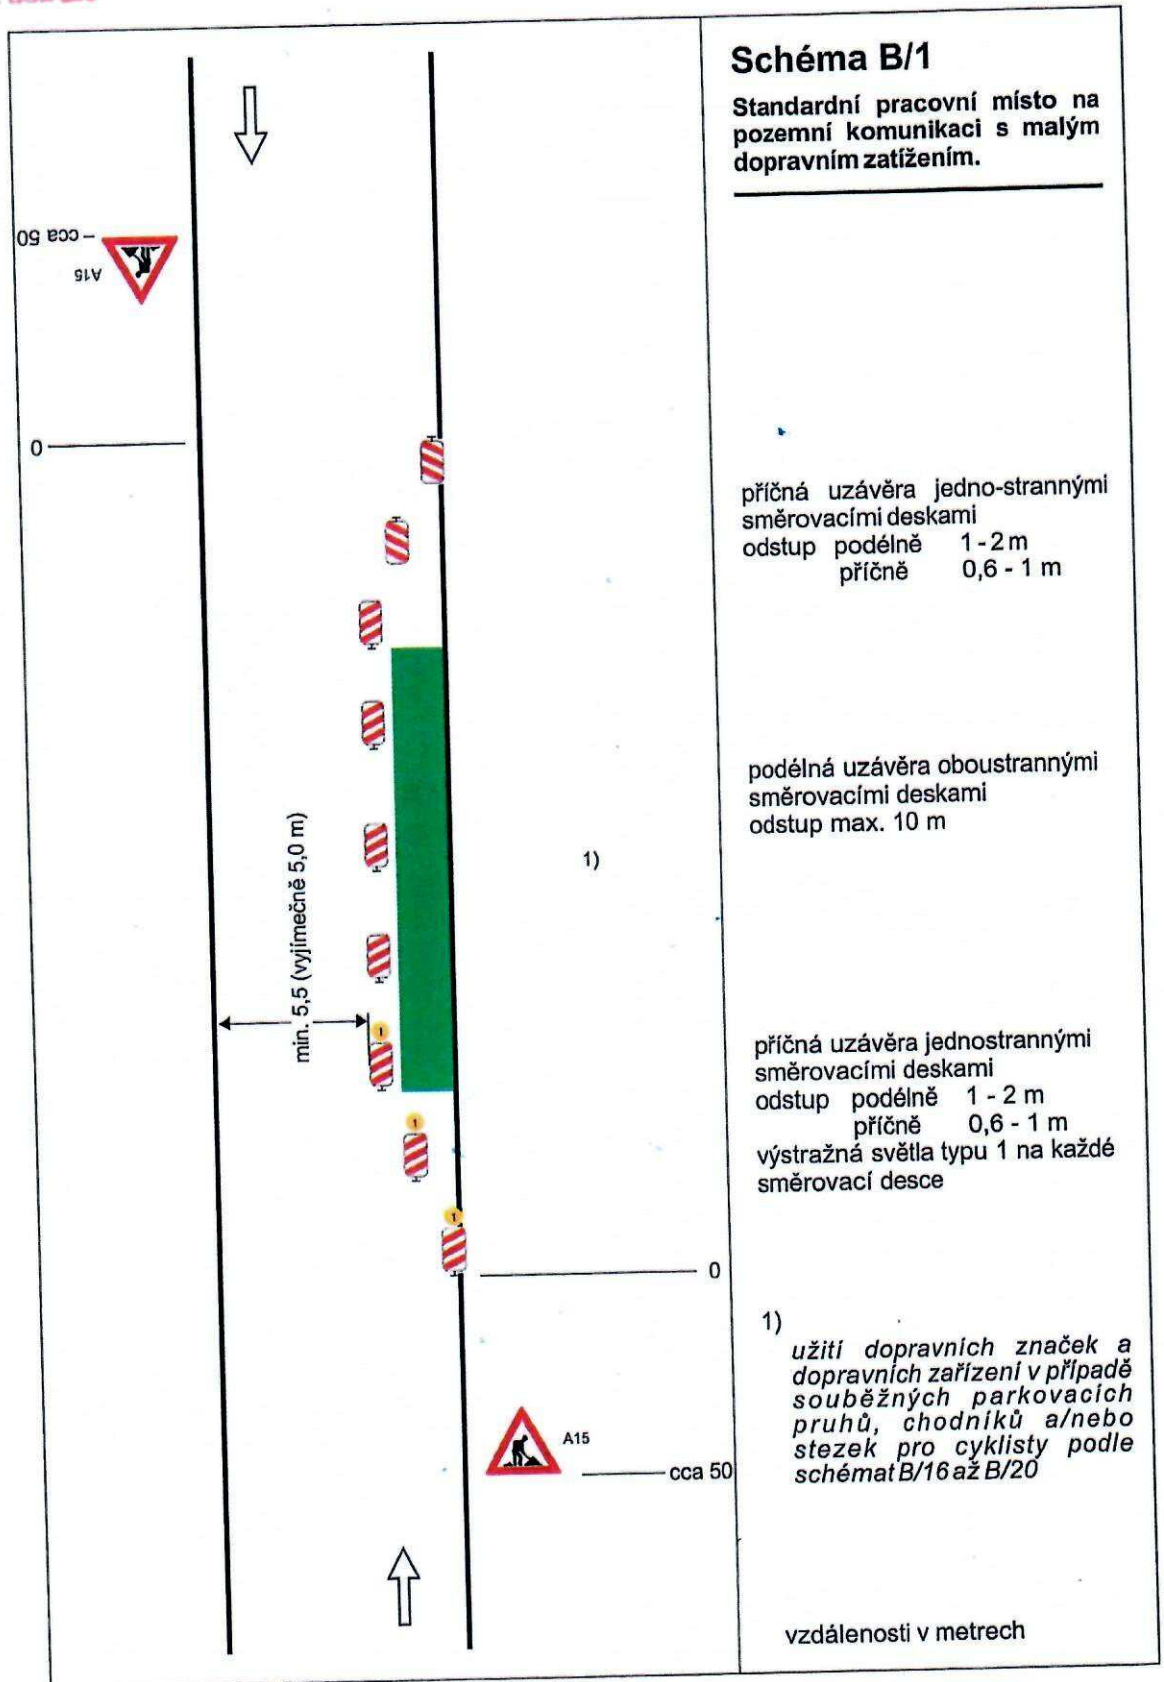 Schéma B/1
Standardní pracovní místo na
pozemní komunikaci s malým
dopravním zatížením.
cca 50
A15
0
příčná uzávěra jedno-strannými
směrovacími deskami
odstup podélně 1 - 2 m
příčně 0,6 - 1 m
podélná uzávěra oboustrannými
směrovacími deskami
odstup max. 10 m
min. 5,5 (vyjímečně 5,0 m)
1)
1
1
1
příčná uzávěra jednostrannými
směrovacími deskami
odstup podélně 1 - 2 m
příčně 0,6 - 1 m
výstražná světla typu 1 na každé
směrovací desce
0
1)
užití dopravních značek a
dopravních zařízení v případě
souběžných parkovacích
pruhů, chodníků a/nebo
stezek pro cyklisty podle
schémat B/16 až B/20
A15
cca 50
vzdálenosti v metrech